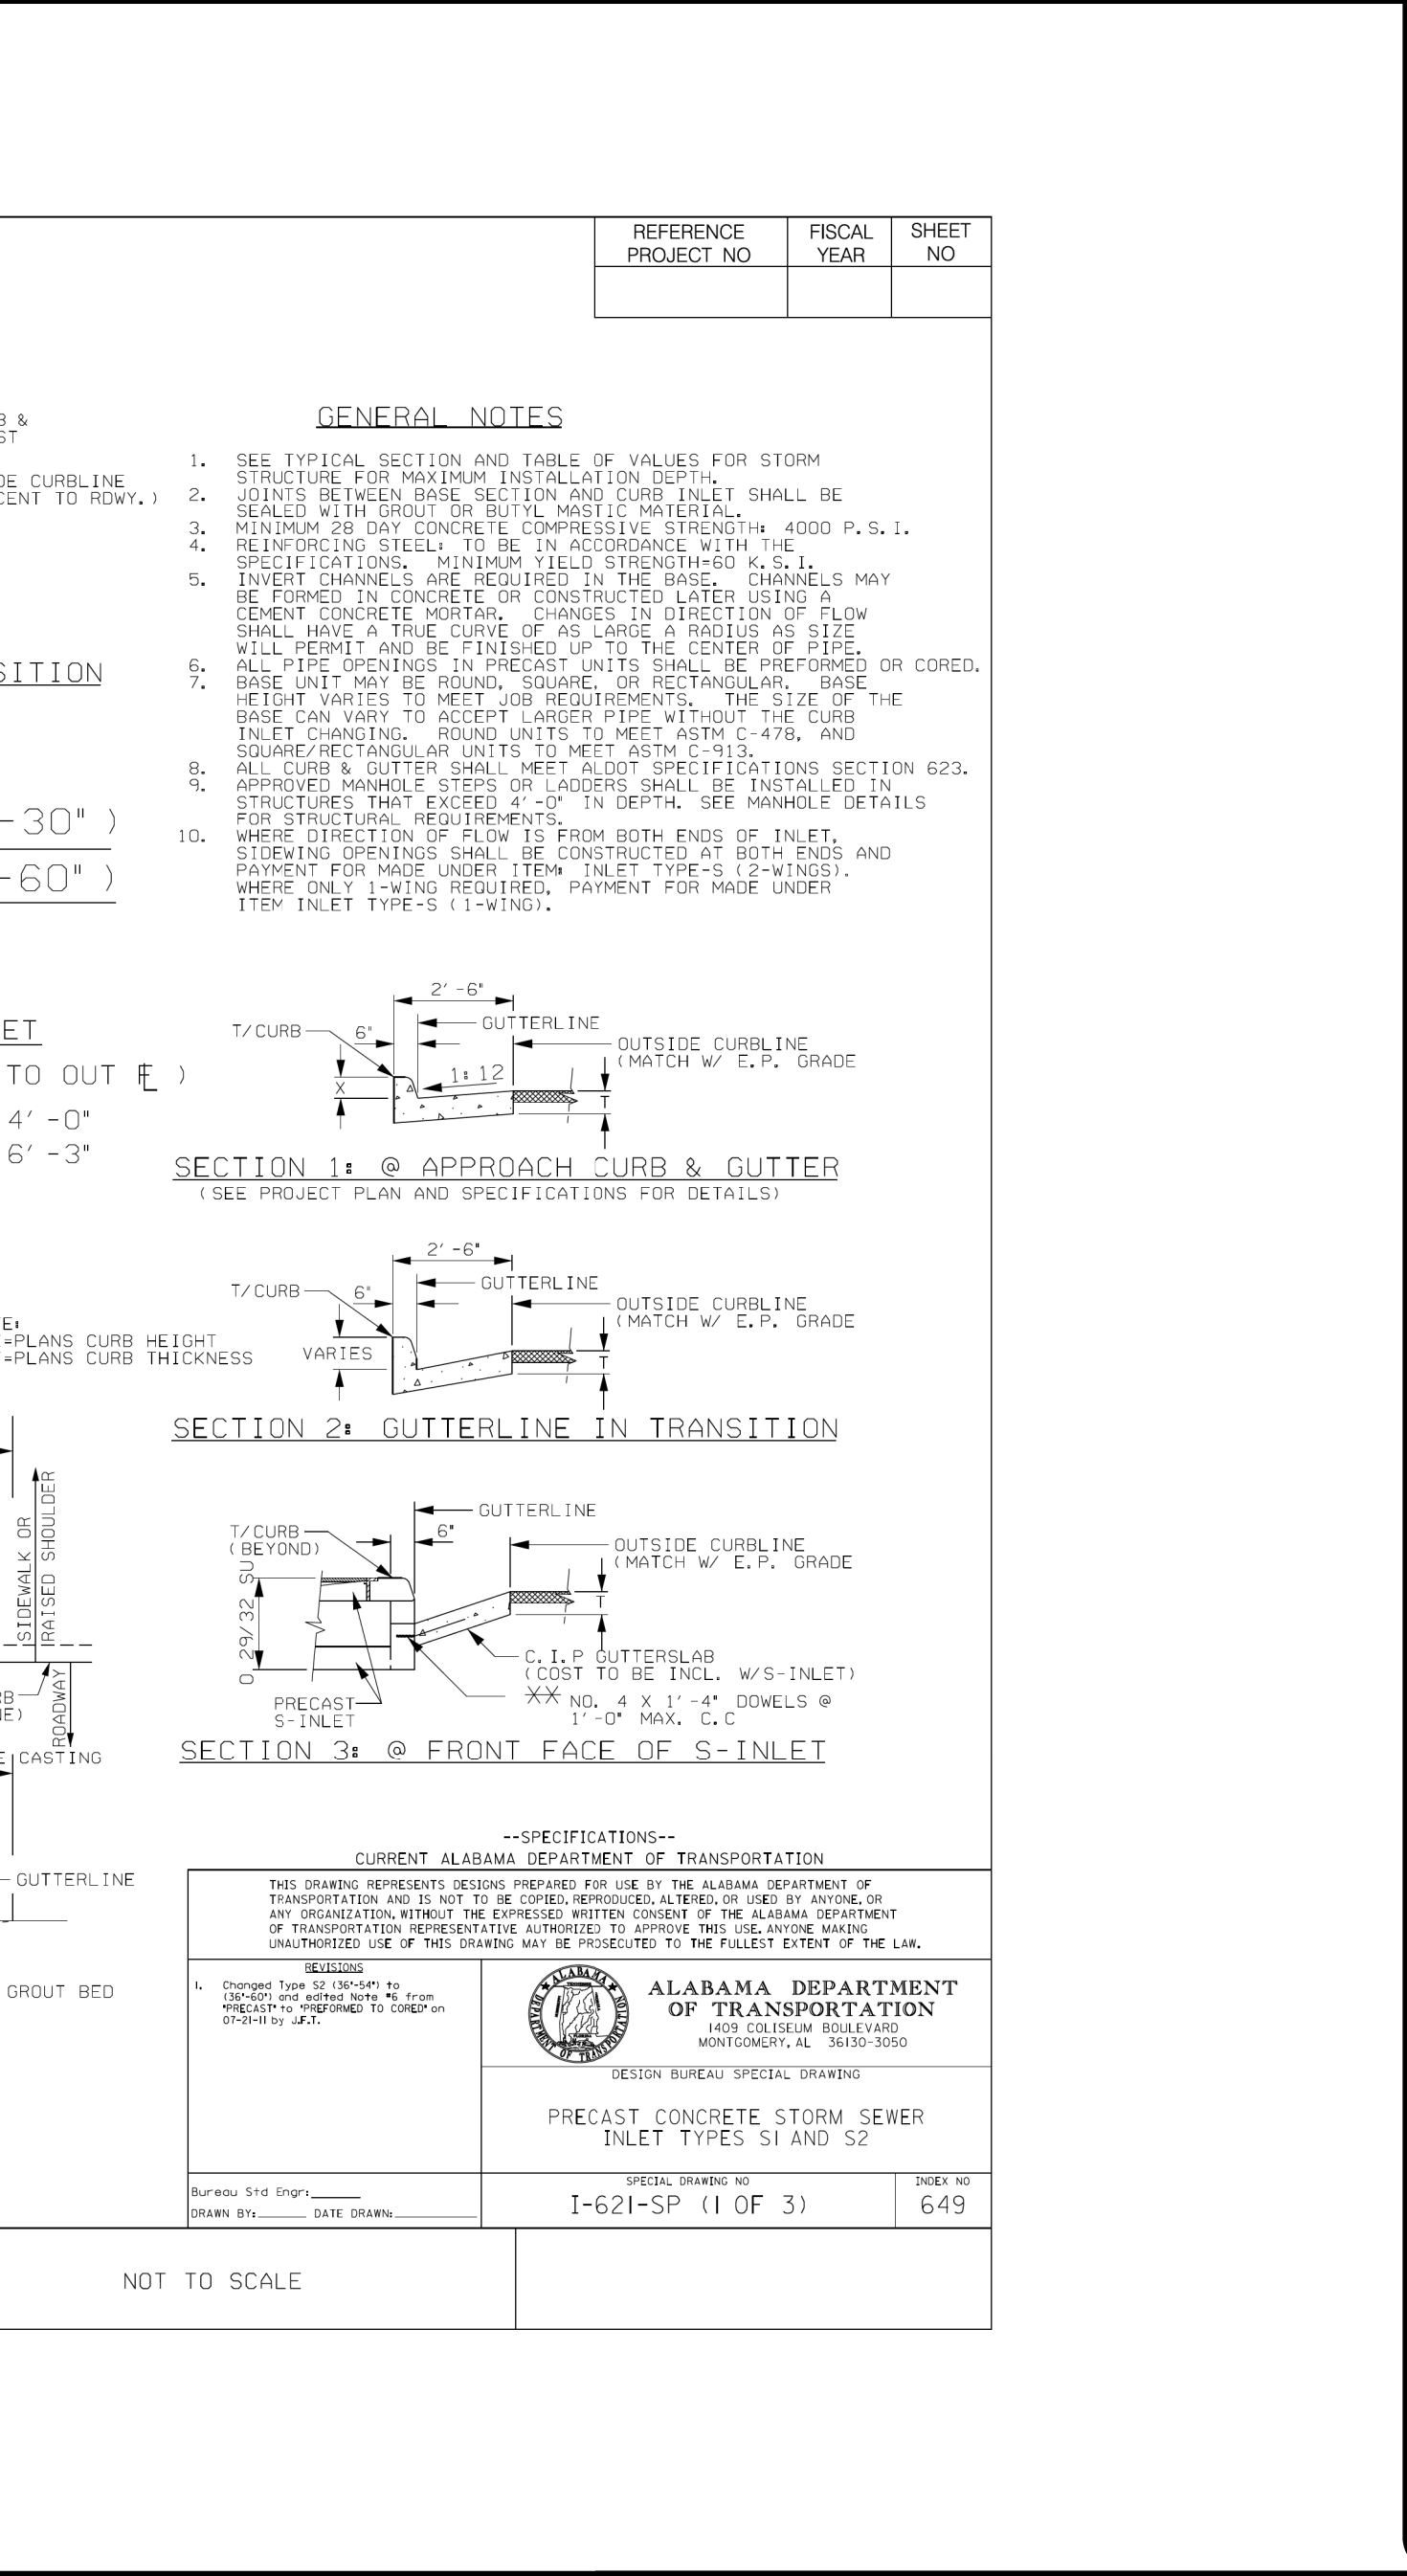 REFERENCE
PROJECT NO
FISCAL
YEAR
SHEET
NO
B &
ST
DE CURBLINE
CENT TO RDWY.)
SITION
-30" )
-60" )
ET
TO OUT ) 
4'-0"
6'-3"
E:
=PLANS CURB HEIGHT
=PLANS CURB THICKNESS
SIDEWALK OR
RAISED SHOULDER
RB
NE)
ROADWAY
E CASTING
GUTTERLINE
GROUT BED
GENERAL NOTES
1. SEE TYPICAL SECTION AND TABLE OF VALUES FOR STORM
STRUCTURE FOR MAXIMUM INSTALLATION DEPTH.
2. JOINTS BETWEEN BASE SECTION AND CURB INLET SHALL BE
SEALED WITH GROUT OR BUTYL MASTIC MATERIAL.
3. MINIMUM 28 DAY CONCRETE COMPRESSIVE STRENGTH: 4000 P.S.I.
4. REINFORCING STEEL: TO BE IN ACCORDANCE WITH THE
SPECIFICATIONS. MINIMUM YIELD STRENGTH=60 K.S.I.
5. INVERT CHANNELS ARE REQUIRED IN THE BASE. CHANNELS MAY
BE FORMED IN CONCRETE OR CONSTRUCTED LATER USING A
CEMENT CONCRETE MORTAR. CHANGES IN DIRECTION OF FLOW
SHALL HAVE A TRUE CURVE OF AS LARGE A RADIUS AS SIZE
WILL PERMIT AND BE FINISHED UP TO THE CENTER OF PIPE.
6. ALL PIPE OPENINGS IN PRECAST UNITS SHALL BE PREFORMED OR CORED.
7. BASE UNIT MAY BE ROUND, SQUARE, OR RECTANGULAR. BASE
HEIGHT VARIES TO MEET JOB REQUIREMENTS. THE SIZE OF THE
BASE CAN VARY TO ACCEPT LARGER PIPE WITHOUT THE CURB
INLET CHANGING. ROUND UNITS TO MEET ASTM C-478, AND
SQUARE/RECTANGULAR UNITS TO MEET ASTM C-913.
8. ALL CURB & GUTTER SHALL MEET ALDOT SPECIFICATIONS SECTION 623.
9. APPROVED MANHOLE STEPS OR LADDERS SHALL BE INSTALLED IN
STRUCTURES THAT EXCEED 4'-0" IN DEPTH. SEE MANHOLE DETAILS
FOR STRUCTURAL REQUIREMENTS.
10. WHERE DIRECTION OF FLOW IS FROM BOTH ENDS OF INLET,
SIDEWING OPENINGS SHALL BE CONSTRUCTED AT BOTH ENDS AND
PAYMENT FOR MADE UNDER ITEM: INLET TYPE-S (2-WINGS).
WHERE ONLY 1-WING REQUIRED, PAYMENT FOR MADE UNDER
ITEM INLET TYPE-S (1-WING).
2'-6"
T/CURB
6"
GUTTERLINE
OUTSIDE CURBLINE
(MATCH W/ E.P. GRADE
X
1:12
T
SECTION 1: @ APPROACH CURB & GUTTER
(SEE PROJECT PLAN AND SPECIFICATIONS FOR DETAILS)
2'-6"
T/CURB
6"
GUTTERLINE
OUTSIDE CURBLINE
(MATCH W/ E.P. GRADE
VARIES
T
SECTION 2: GUTTERLINE IN TRANSITION
GUTTERLINE
T/CURB
(BEYOND)
6"
OUTSIDE CURBLINE
(MATCH W/ E.P. GRADE
0 29/32 SU
T
C.I.P GUTTERSLAB
(COST TO BE INCL. W/S-INLET)
XX NO. 4 X 1'-4" DOWELS @
1'-0" MAX. C.C
PRECAST
S-INLET
SECTION 3: @ FRONT FACE OF S-INLET
--SPECIFICATIONS--
CURRENT ALABAMA DEPARTMENT OF TRANSPORTATION
THIS DRAWING REPRESENTS DESIGNS PREPARED FOR USE BY THE ALABAMA DEPARTMENT OF
TRANSPORTATION AND IS NOT TO BE COPIED, REPRODUCED, ALTERED, OR USED BY ANYONE, OR
ANY ORGANIZATION, WITHOUT THE EXPRESSED WRITTEN CONSENT OF THE ALABAMA DEPARTMENT
OF TRANSPORTATION REPRESENTATIVE AUTHORIZED TO APPROVE THIS USE. ANYONE MAKING
UNAUTHORIZED USE OF THIS DRAWING MAY BE PROSECUTED TO THE FULLEST EXTENT OF THE LAW.
REVISIONS
1. Changed Type S2 (36"-54") to
(36"-60") and edited Note #6 from
"PRECAST" to "PREFORMED TO CORED" on
07-21-11 by J.F.T.
ALABAMA
DEPARTMENT OF TRANSPORTATION
ALABAMA DEPARTMENT
OF TRANSPORTATION
1409 COLISEUM BOULEVARD
MONTGOMERY, AL 36130-3050
DESIGN BUREAU SPECIAL DRAWING
PRECAST CONCRETE STORM SEWER
INLET TYPES S1 AND S2
Bureau Std Engr:
DRAWN BY: DATE DRAWN:
SPECIAL DRAWING NO
I-621-SP (1 OF 3)
INDEX NO
649
NOT TO SCALE